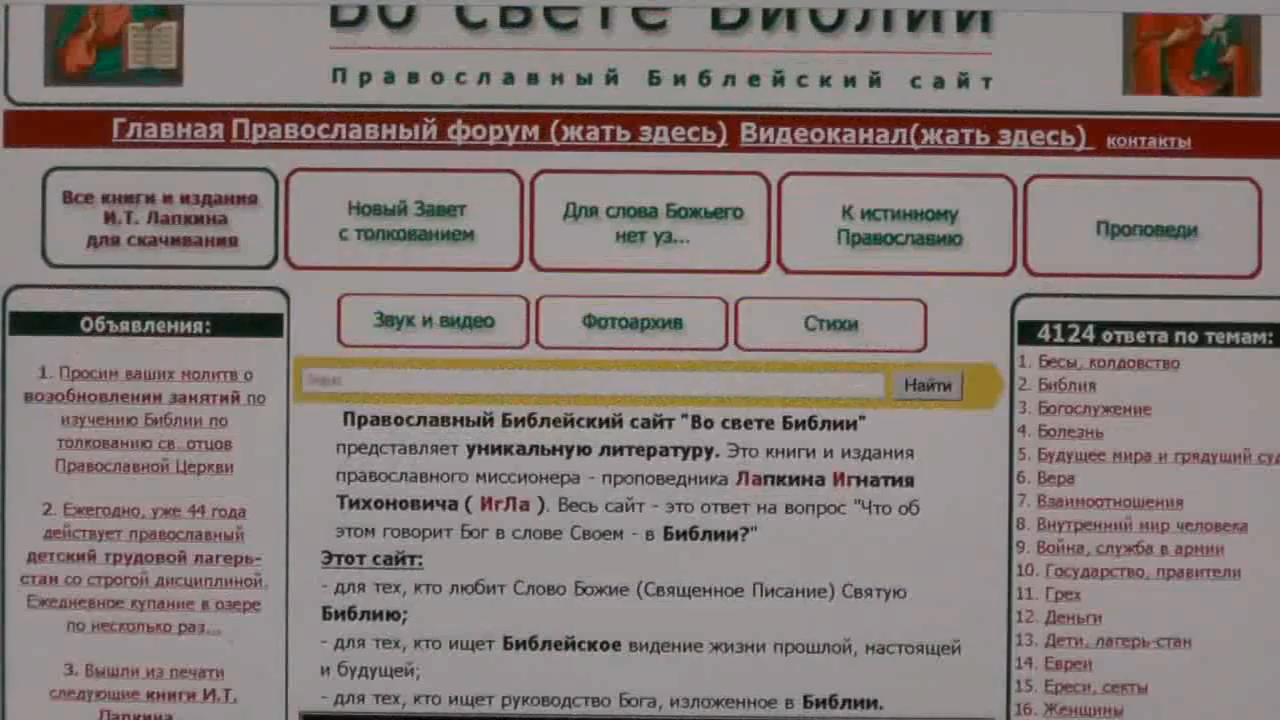 Во свете Библии
Православный Библейский сайт
Главная Православный форум (жать здесь) Видеоканал(жать здесь) контакты
Все книги и издания
И.Т. Лапкина
для скачивания
Новый Завет
с толкованием
Для слова Божьего
нет уз...
К истинному
Православию
Проповеди
Звук и видео
Фотоархив
Стихи
Объявления:
1. Просим ваших молитв о
возобновлении занятий по
изучению Библии по
толкованию св. отцов
Православной Церкви
2. Ежегодно, уже 44 года
действует православный
детский трудовой лагерь-
стан со строгой дисциплиной.
Ежедневное купание в озере
по несколько раз...
3. Вышли из печати
следующие книги И.Т.
Лапкина
Найти
Православный Библейский сайт "Во свете Библии"
представляет уникальную литературу. Это книги и издания
православного миссионера - проповедника Лапкина Игнатия
Тихоновича ( ИгЛа ). Весь сайт - это ответ на вопрос "Что об
этом говорит Бог в слове Своем - в Библии?"
Этот сайт:
- для тех, кто любит Слово Божие (Священное Писание) Святую
Библию;
- для тех, кто ищет Библейское видение жизни прошлой, настоящей
и будущей;
- для тех, кто ищет руководство Бога, изложенное в Библии.
4124 ответа по темам:
1. Бесы, колдовство
2. Библия
3. Богослужение
4. Болезнь
5. Будущее мира и грядущий суд
6. Вера
7. Взаимоотношения
8. Внутренний мир человека
9. Война, служба в армии
10. Государство, правители
11. Грех
12. Деньги
13. Дети, лагерь-стан
14. Евреи
15. Ереси, секты
16. Женщины